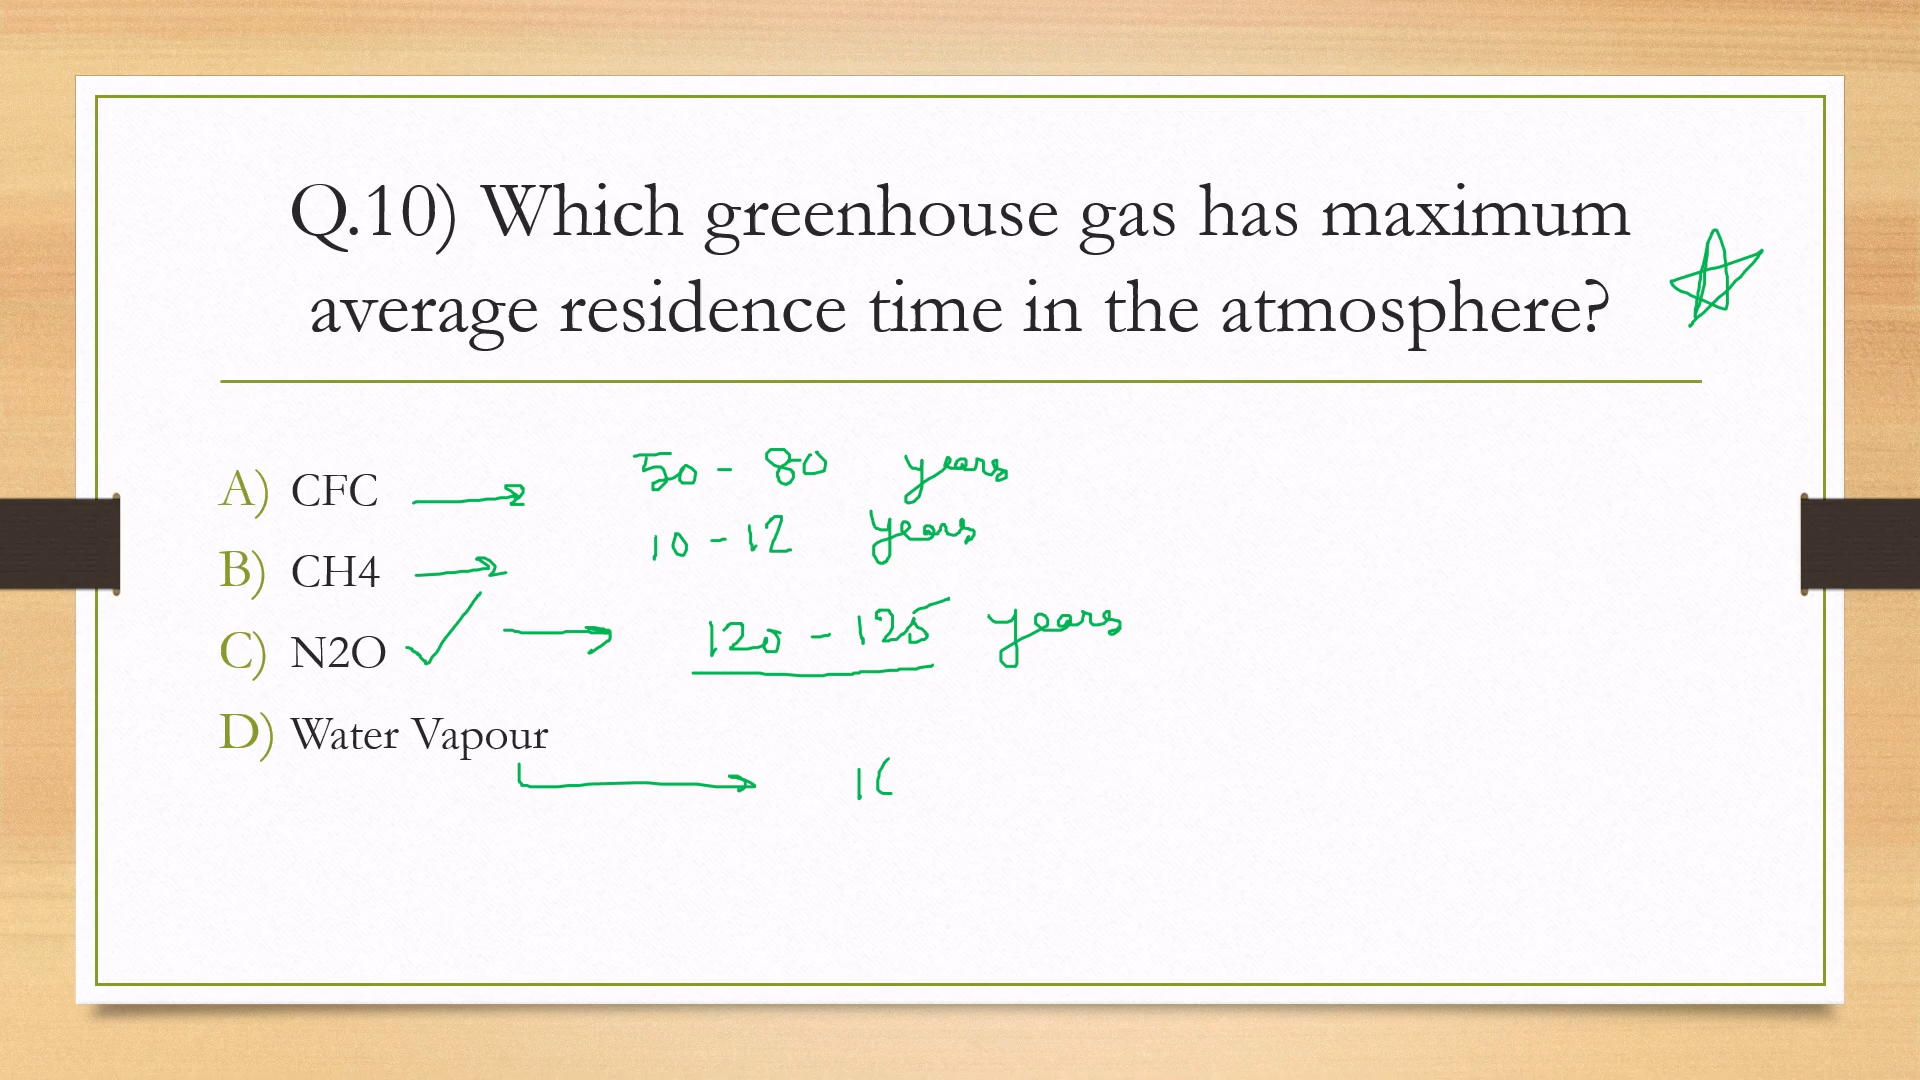 Q.10) Which greenhouse gas has maximum
average residence time in the atmosphere?
A) CFC 50 - 80 years
B) CH4 10 - 12 years
C) N2O 120 - 125 years
D) Water Vapour